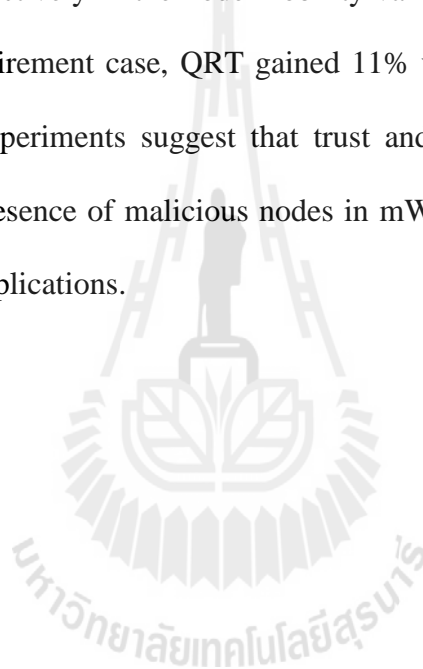 irement case, QRT gained 11%
periments suggest that trust and
esence of malicious nodes in mW
plications.
มหาวิทยาลัยเทคโนโลยีสุรนารี